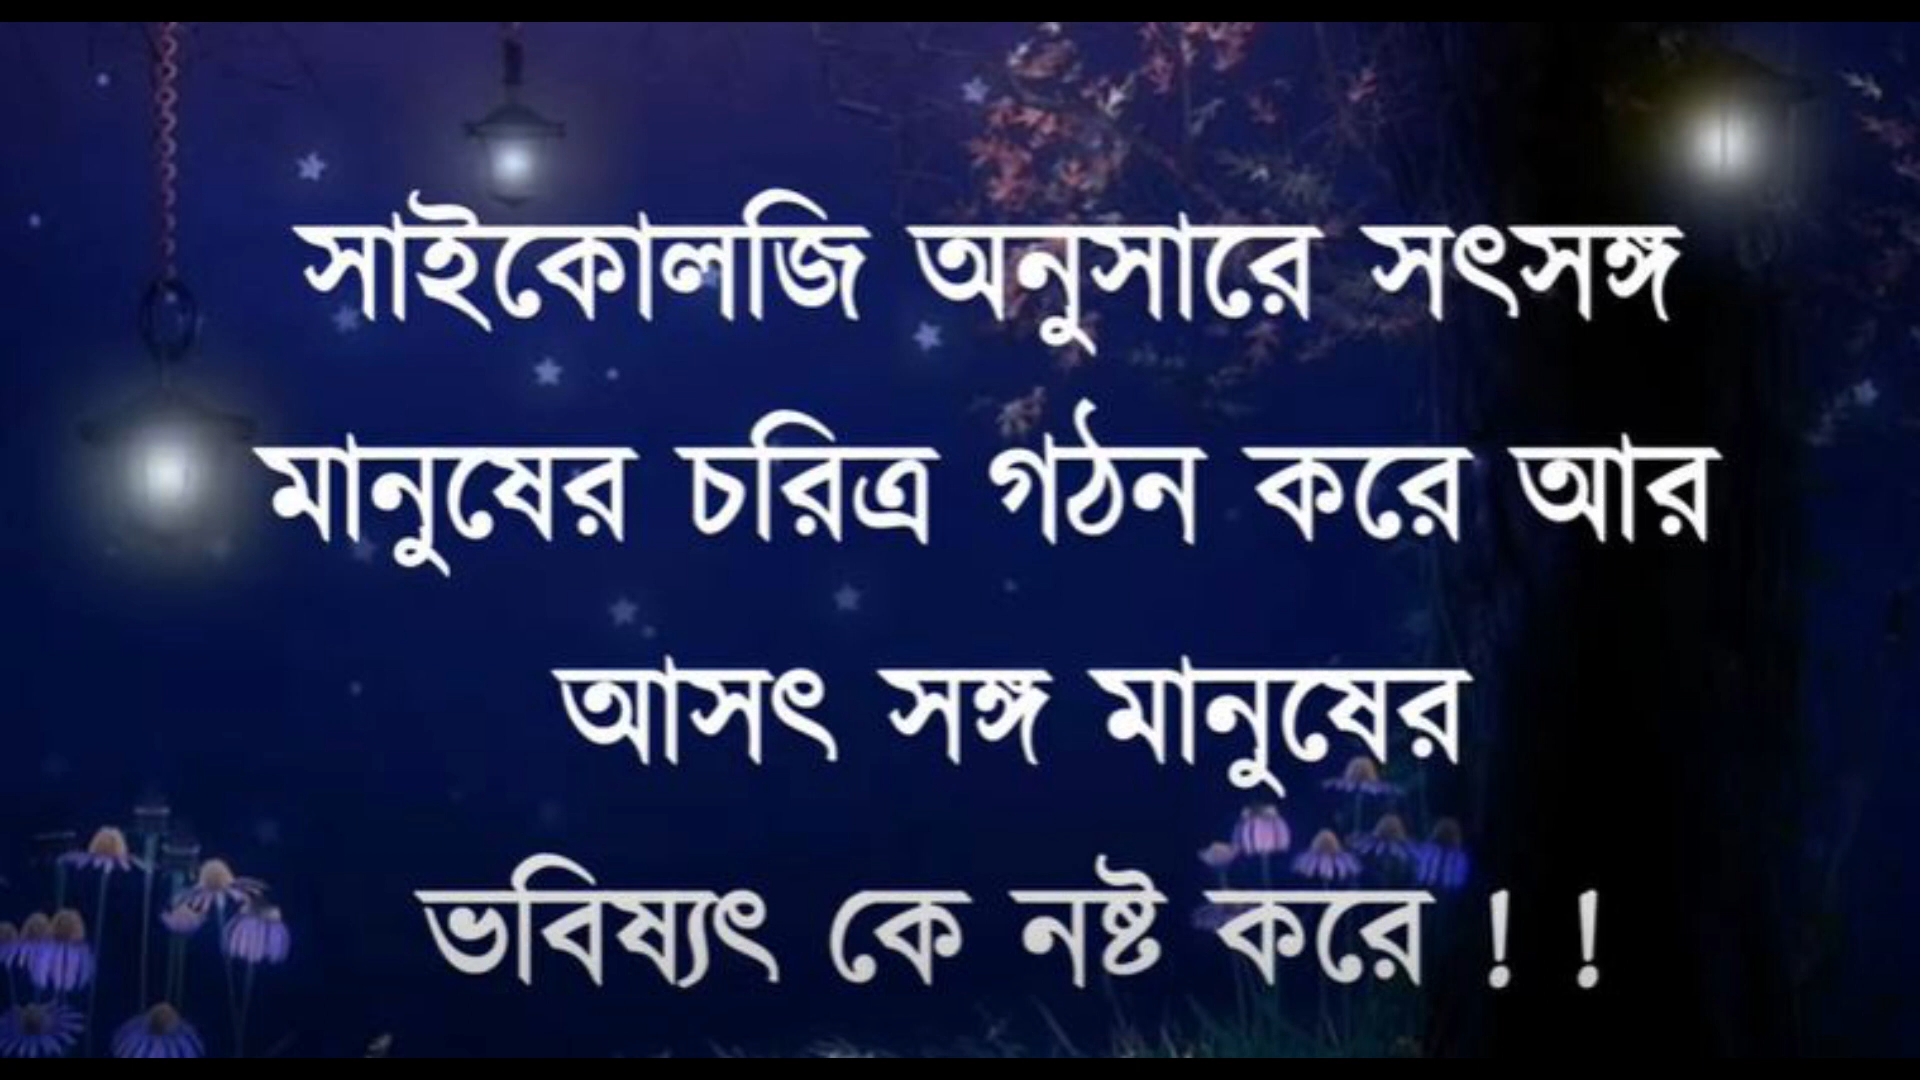 সাইকোলজি অনুসারে সৎসঙ্গ
মানুষের চরিত্র গঠন করে আর
আসৎ সঙ্গ মানুষের
ভবিষ্যৎ কে নষ্ট করে ! !